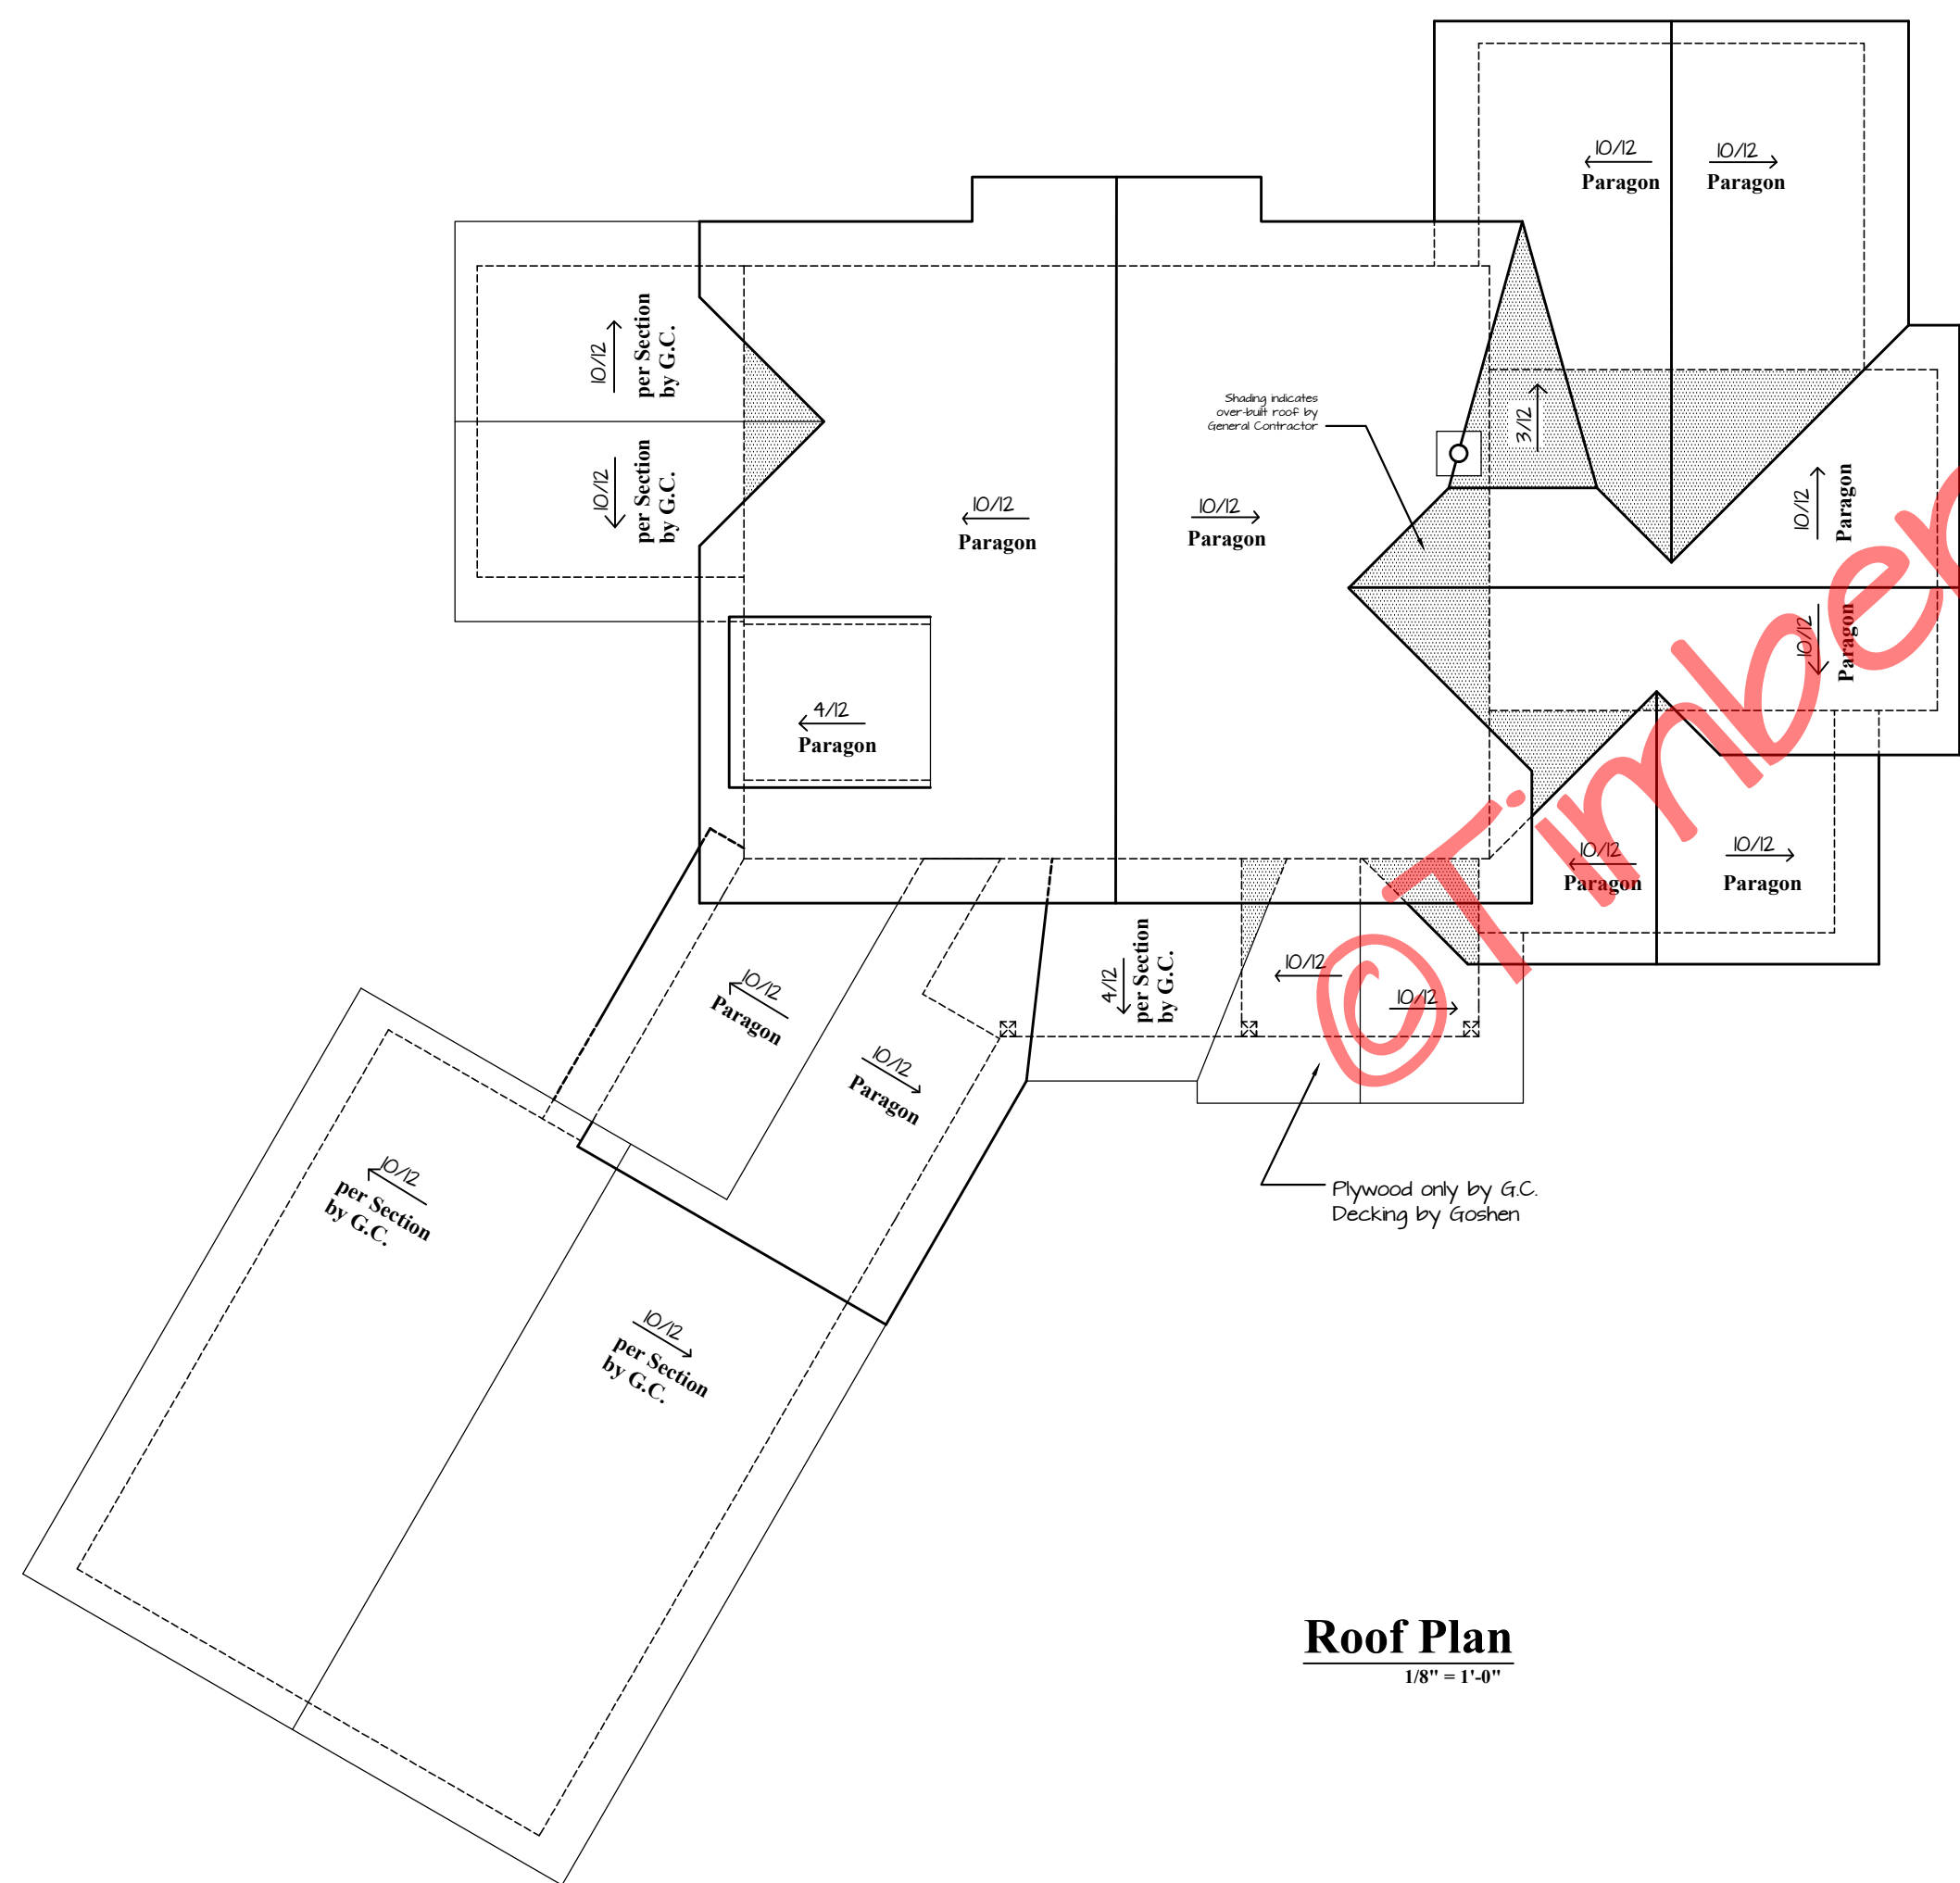 10/12
Paragon
10/12
Paragon
10/12
per Section
by G.C.
10/12
per Section
by G.C.
Shading indicates
over-built roof by
General Contractor
3/12
10/12
Paragon
10/12
Paragon
10/12
Paragon
10/12
Paragon
4/12
Paragon
10/12
Paragon
10/12
Paragon
4/12
per Section
by G.C.
10/12
10/12
10/12
Paragon
10/12
Paragon
Plywood only by G.C.
Decking by Goshen
10/12
per Section
by G.C.
10/12
per Section
by G.C.
Roof Plan
1/8" = 1'-0"